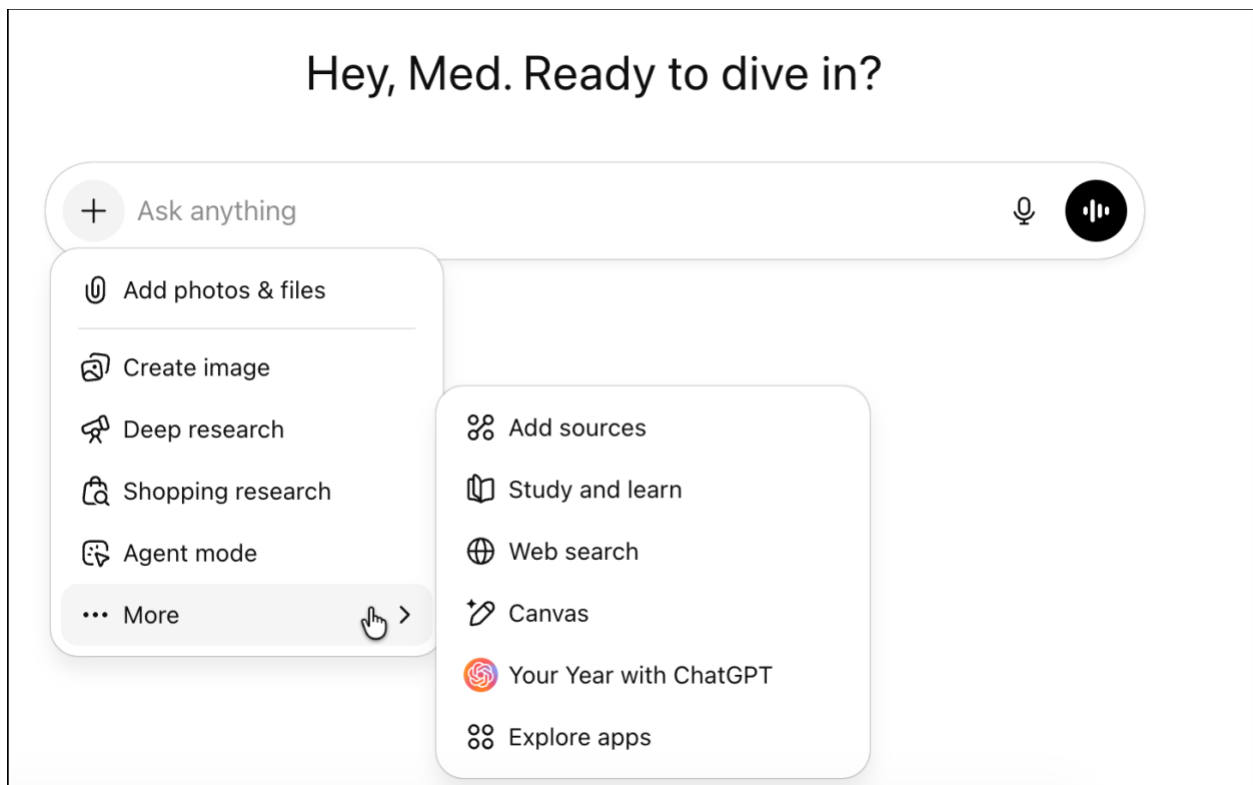 Hey, Med. Ready to dive in?
Ask anything
Add photos & files
Create image
Deep research
Shopping research
Agent mode
More
Add sources
Study and learn
Web search
Canvas
Your Year with ChatGPT
Explore apps